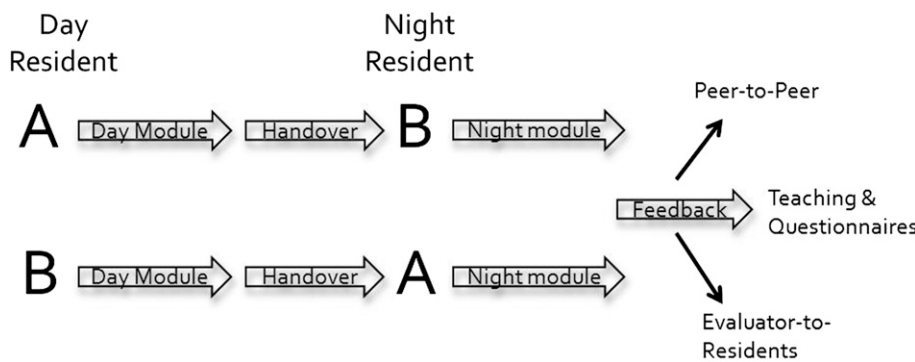 Day
Resident
Night
Resident
A
Day Module
Handover
B
Night module
B
Day Module
Handover
A
Night module
Feedback
Peer-to-Peer
Teaching &
Questionnaires
Evaluator-to-
Residents